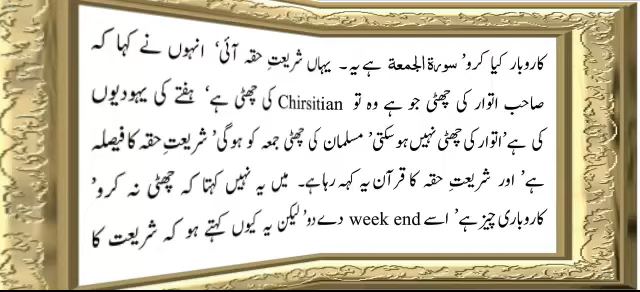 کاروبار کیا کرو‘ سورۃ الجمعۃ ہے یہ۔ یہاں شریعتِ حقہ آئی‘ انہوں نے کہا کہ
صاحب اتوار کی چھٹی جو ہے وہ تو Chirsitian کی چھٹی ہے‘ ہفتے کی یہودیوں
کی ہے‘ اتوار کی چھٹی نہیں ہو سکتی‘ مسلمان کی چھٹی جمعہ کو ہوگی‘ شریعتِ حقہ کا فیصلہ
ہے‘ اور شریعتِ حقہ کا قرآن یہ کہہ رہا ہے۔ میں یہ نہیں کہتا کہ چھٹی نہ کرو‘
کاروباری چیز ہے‘ اسے week end دے دو‘ لیکن یہ کیوں کہتے ہو کہ شریعت کا